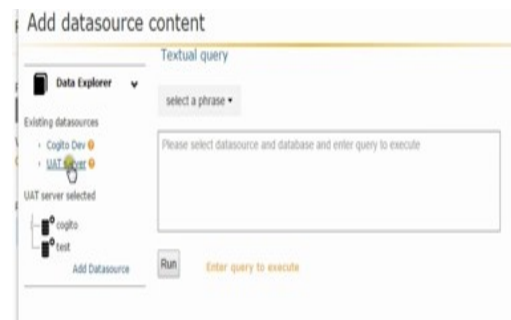 Add datasource content
Textual query
Data Explorer
select a phrase
Existing datasources
Cogito Dev
Please select datasource and database and enter query to execute
UAT server
UAT server selected
cogito
test
Add Datasource
Run
Enter query to execute